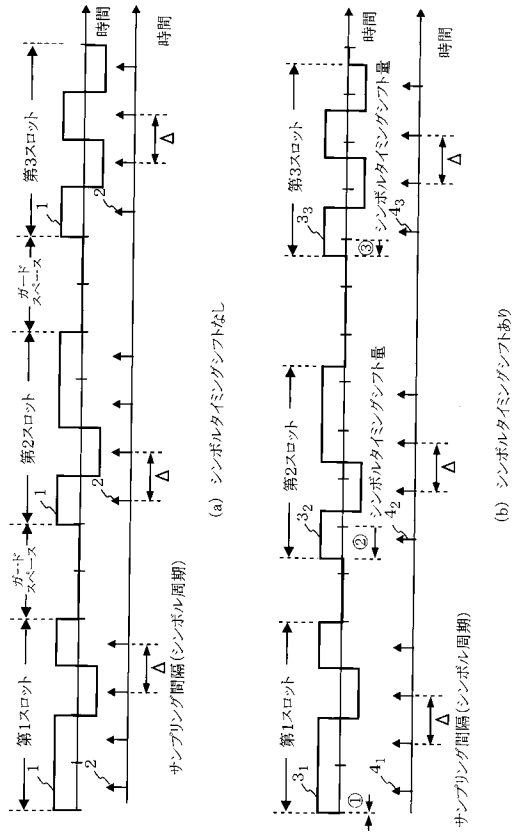 第1スロット
ガード
スペース
第2スロット
ガード
スペース
第3スロット
1
1
1
時間
2
2
2
時間
Δ
Δ
Δ
サンプリング間隔(シンボル周期)
(a) シンボルタイミングシフトなし
第1スロット
第2スロット
第3スロット
3₁
3₂
3₃
時間
①
②
シンボルタイミングシフト量
③
シンボルタイミングシフト量
4₁
4₂
4₃
時間
Δ
Δ
Δ
サンプリング間隔(シンボル周期)
(b) シンボルタイミングシフトあり